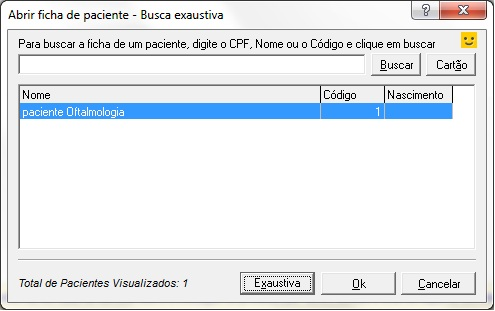 Abrir ficha de paciente - Busca exaustiva
Para buscar a ficha de um paciente, digite o CPF, Nome ou o Código e clique em buscar
Buscar Cartão
Nome Código Nascimento
paciente Oftalmologia 1
Total de Pacientes Visualizados: 1 Exaustiva Ok Cancelar